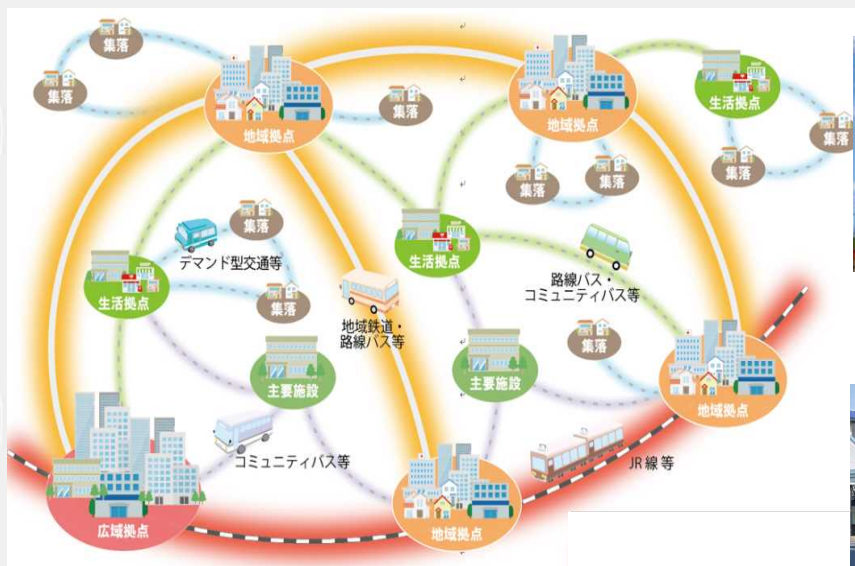 集落
集落
地域拠点
集落
地域拠点
生活拠点
集落
集落
集落
集落
集落
デマンド型交通等
生活拠点
路線バス・
コミュニティバス等
生活拠点
集落
地域鉄道・
路線バス等
集落
主要施設
主要施設
地域拠点
コミュニティバス等
JR線等
広域拠点
地域拠点